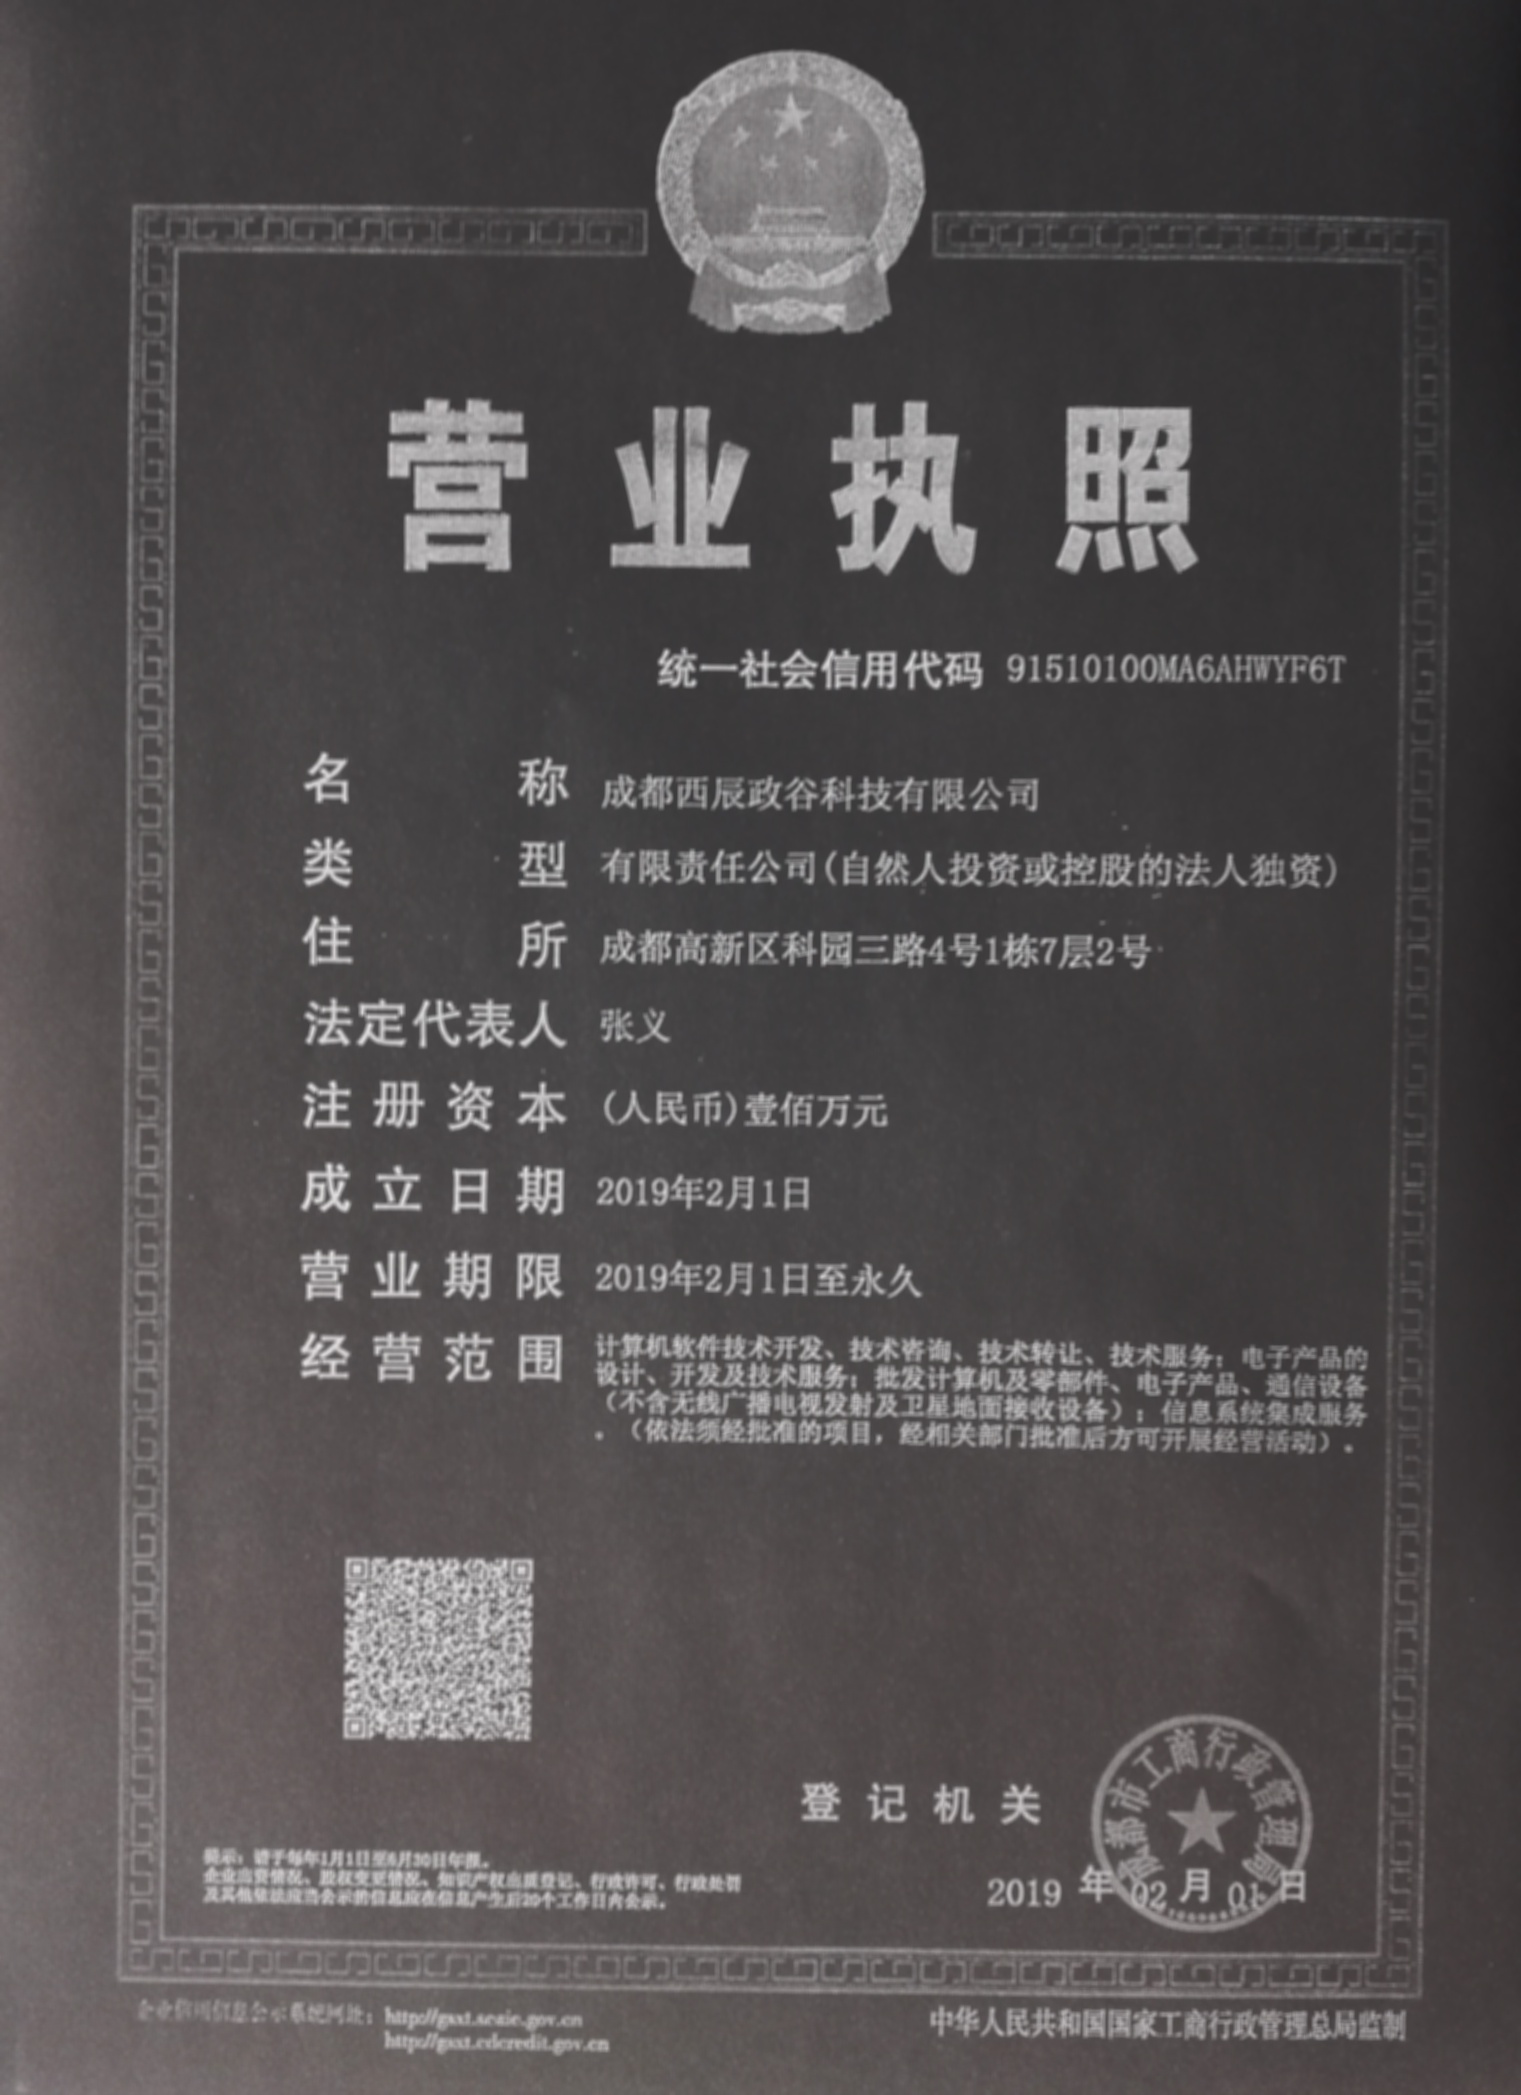 营业执照
统一社会信用代码 91510100MA6AHWYF6T
名称 成都西辰政谷科技有限公司
类型 有限责任公司(自然人投资或控股的法人独资)
住所 成都高新区科园三路4号1栋7层2号
法定代表人 张义
注册资本 (人民币)壹佰万元
成立日期 2019年2月1日
营业期限 2019年2月1日至永久
经营范围 计算机软件技术开发、技术咨询、技术转让、技术服务；电子产品的
设计、开发及技术服务；批发计算机及零部件、电子产品、通信设备
（不含无线广播电视发射及卫星地面接收设备）；信息系统集成服务
。（依法须经批准的项目，经相关部门批准后方可开展经营活动）。
登记机关
成都市工商行政管理局
2019 年 02 月 01 日
提示：请于每年1月1日至6月30日年报。
企业出资情况、股权变更情况、知识产权出质登记、行政许可、行政处罚
及其他依法应当公示的信息应在信息产生后20个工作日内公示。
企业信用信息公示系统网址：http://gsxt.scaic.gov.cn
http://gsxt.cdcredit.gov.cn
中华人民共和国国家工商行政管理总局监制